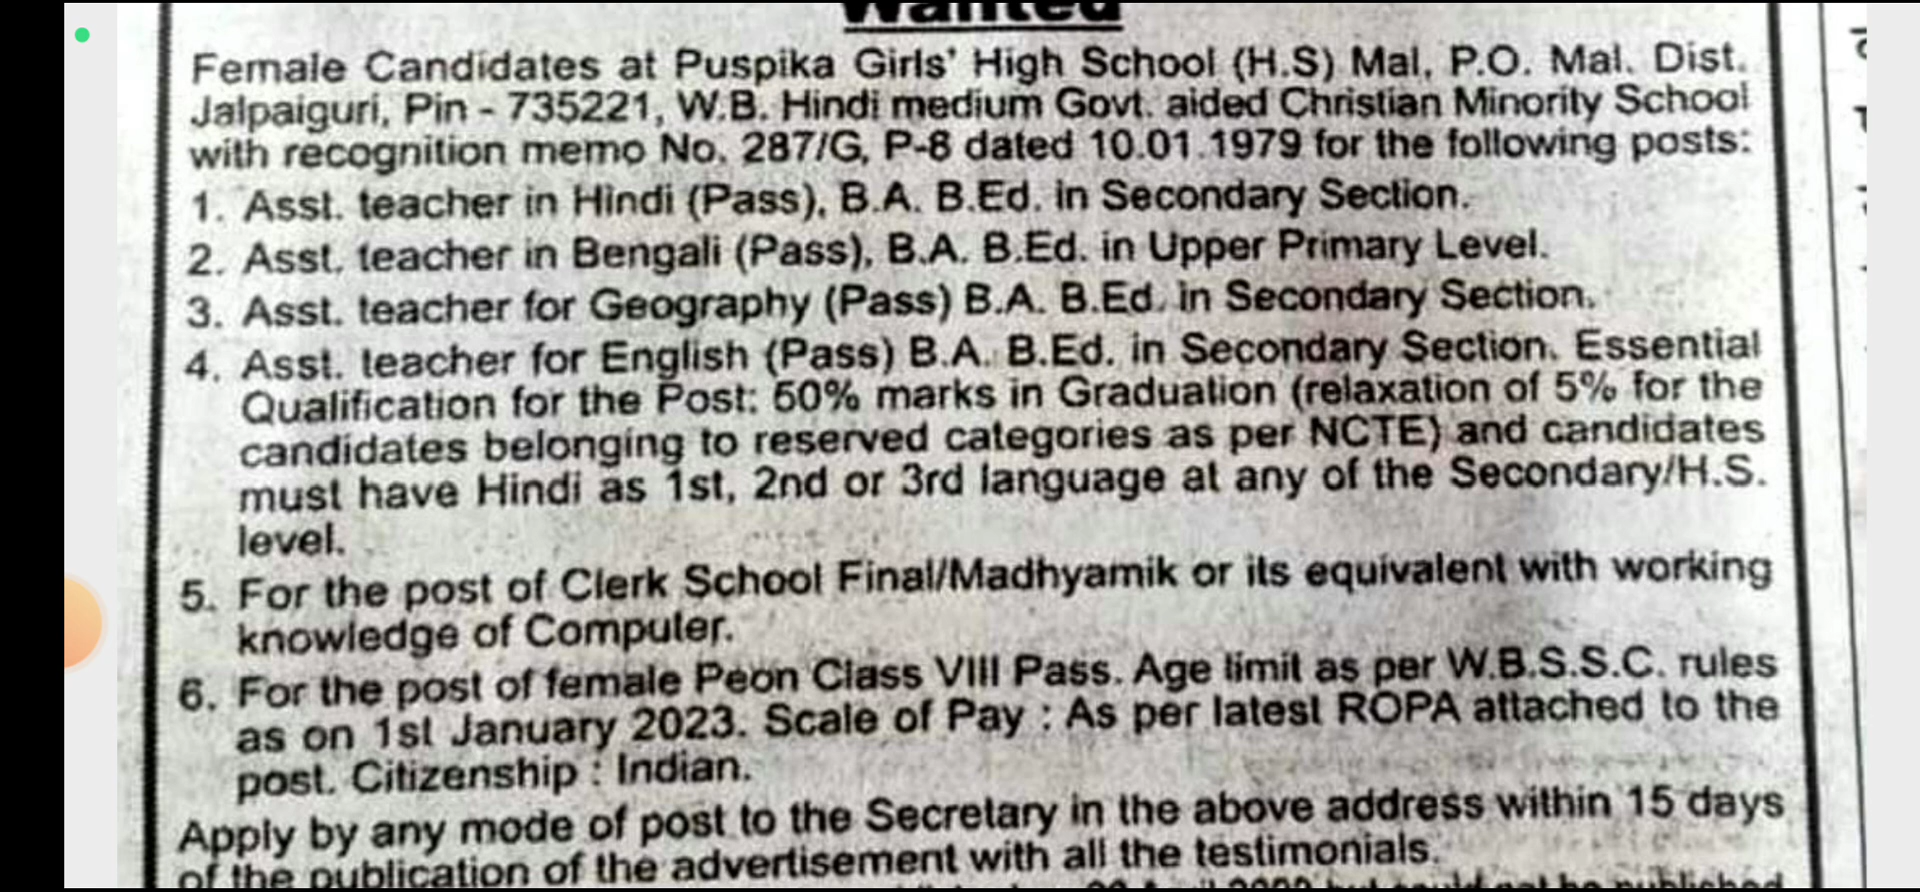 Wanted
Female Candidates at Puspika Girls' High School (H.S) Mal, P.O. Mal. Dist.
Jalpaiguri, Pin - 735221, W.B. Hindi medium Govt. aided Christian Minority School
with recognition memo No. 287/G, P-8 dated 10.01.1979 for the following posts:
1. Asst. teacher in Hindi (Pass), B.A. B.Ed. in Secondary Section.
2. Asst. teacher in Bengali (Pass), B.A. B.Ed. in Upper Primary Level.
3. Asst. teacher for Geography (Pass) B.A. B.Ed. in Secondary Section.
4. Asst. teacher for English (Pass) B.A. B.Ed. in Secondary Section. Essential
Qualification for the Post: 50% marks in Graduation (relaxation of 5% for the
candidates belonging to reserved categories as per NCTE) and candidates
must have Hindi as 1st, 2nd or 3rd language at any of the Secondary/H.S.
level.
5. For the post of Clerk School Final/Madhyamik or its equivalent with working
knowledge of Computer.
6. For the post of female Peon Class VIII Pass. Age limit as per W.B.S.S.C. rules
as on 1st January 2023. Scale of Pay : As per latest ROPA attached to the
post. Citizenship : Indian.
Apply by any mode of post to the Secretary in the above address within 15 days
of the publication of the advertisement with all the testimonials.